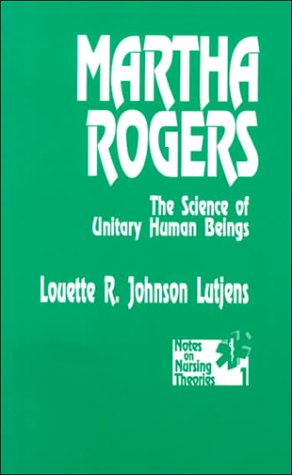 MARTHA
ROGERS
The Science of
Unitary Human Beings
Louette R. Johnson Lutjens
Notes
on
Nursing
Theories
1